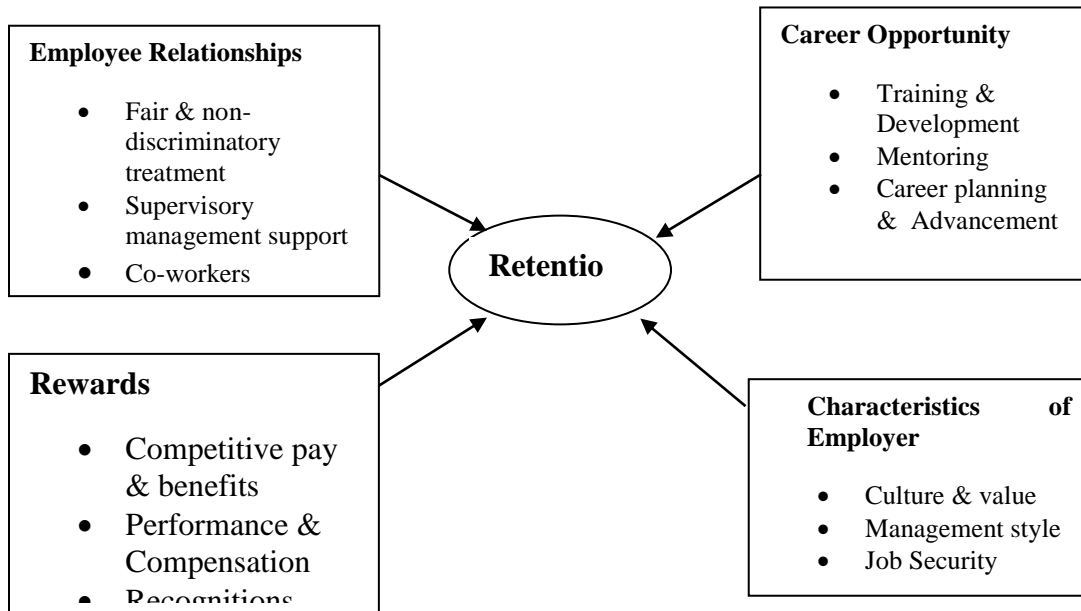 Employee Relationships
• Fair & non-
discriminatory
treatment
• Supervisory
management support
• Co-workers
Career Opportunity
• Training &
Development
• Mentoring
• Career planning
& Advancement
Retentio
Rewards
• Competitive pay
& benefits
• Performance &
Compensation
• Recognitions
Characteristics of
Employer
• Culture & value
• Management style
• Job Security